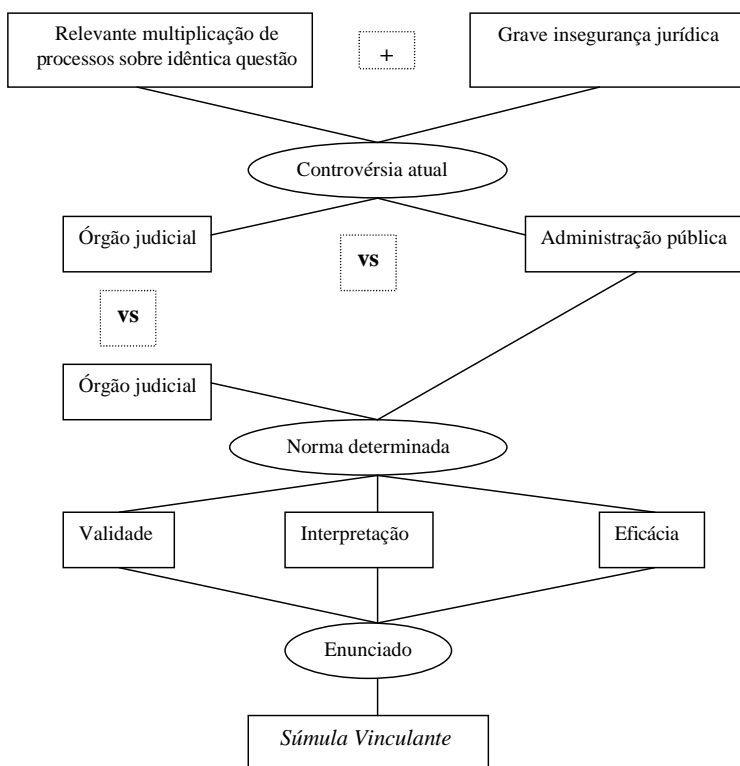 Relevante multiplicação de
processos sobre idêntica questão
+
Grave insegurança jurídica
Controvérsia atual
Órgão judicial
vs
Administração pública
vs
Órgão judicial
Norma determinada
Validade
Interpretação
Eficácia
Enunciado
Súmula Vinculante